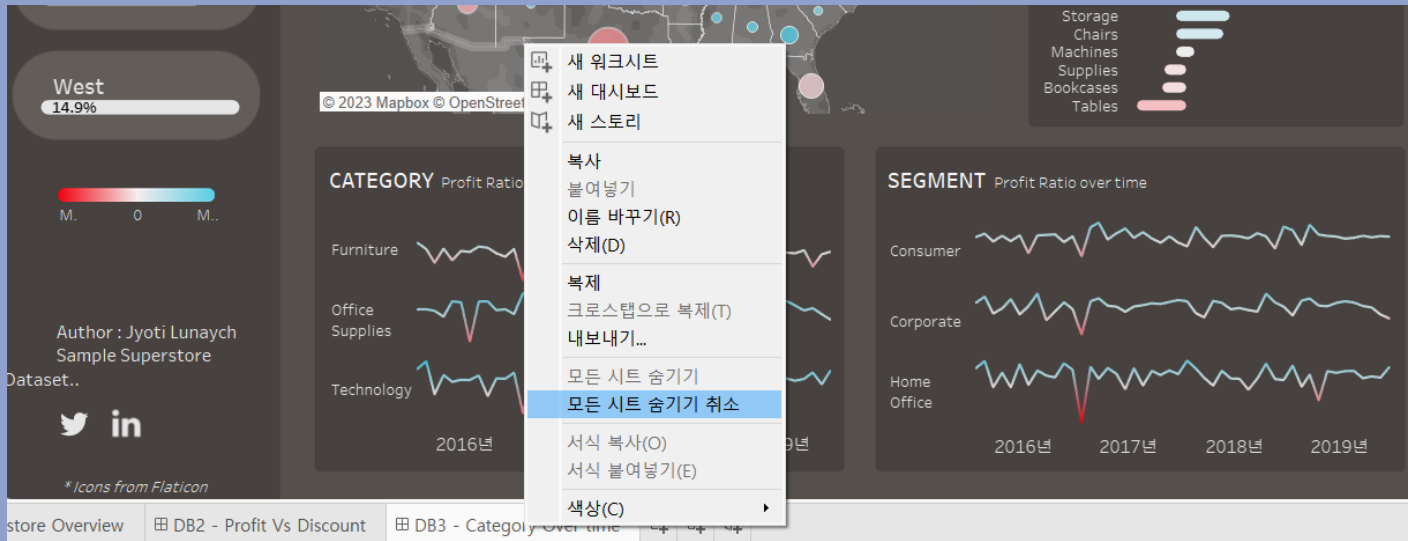 West
14.9%
M.
0
M..
Author : Jyoti Lunaych
Sample Superstore
Dataset..
in
* Icons from Flaticon
© 2023 Mapbox © OpenStreet
Storage
Chairs
Machines
Supplies
Bookcases
Tables
CATEGORY Profit Ratio
Furniture
Office
Supplies
Technology
2016년
9년
새 워크시트
새 대시보드
새 스토리
복사
붙여넣기
이름 바꾸기(R)
삭제(D)
복제
크로스탭으로 복제(T)
내보내기...
모든 시트 숨기기
모든 시트 숨기기 취소
서식 복사(O)
서식 붙여넣기(E)
색상(C)
SEGMENT Profit Ratio over time
Consumer
Corporate
Home
Office
2016년
2017년
2018년
2019년
store Overview
DB2 - Profit Vs Discount
DB3 - Category Over time